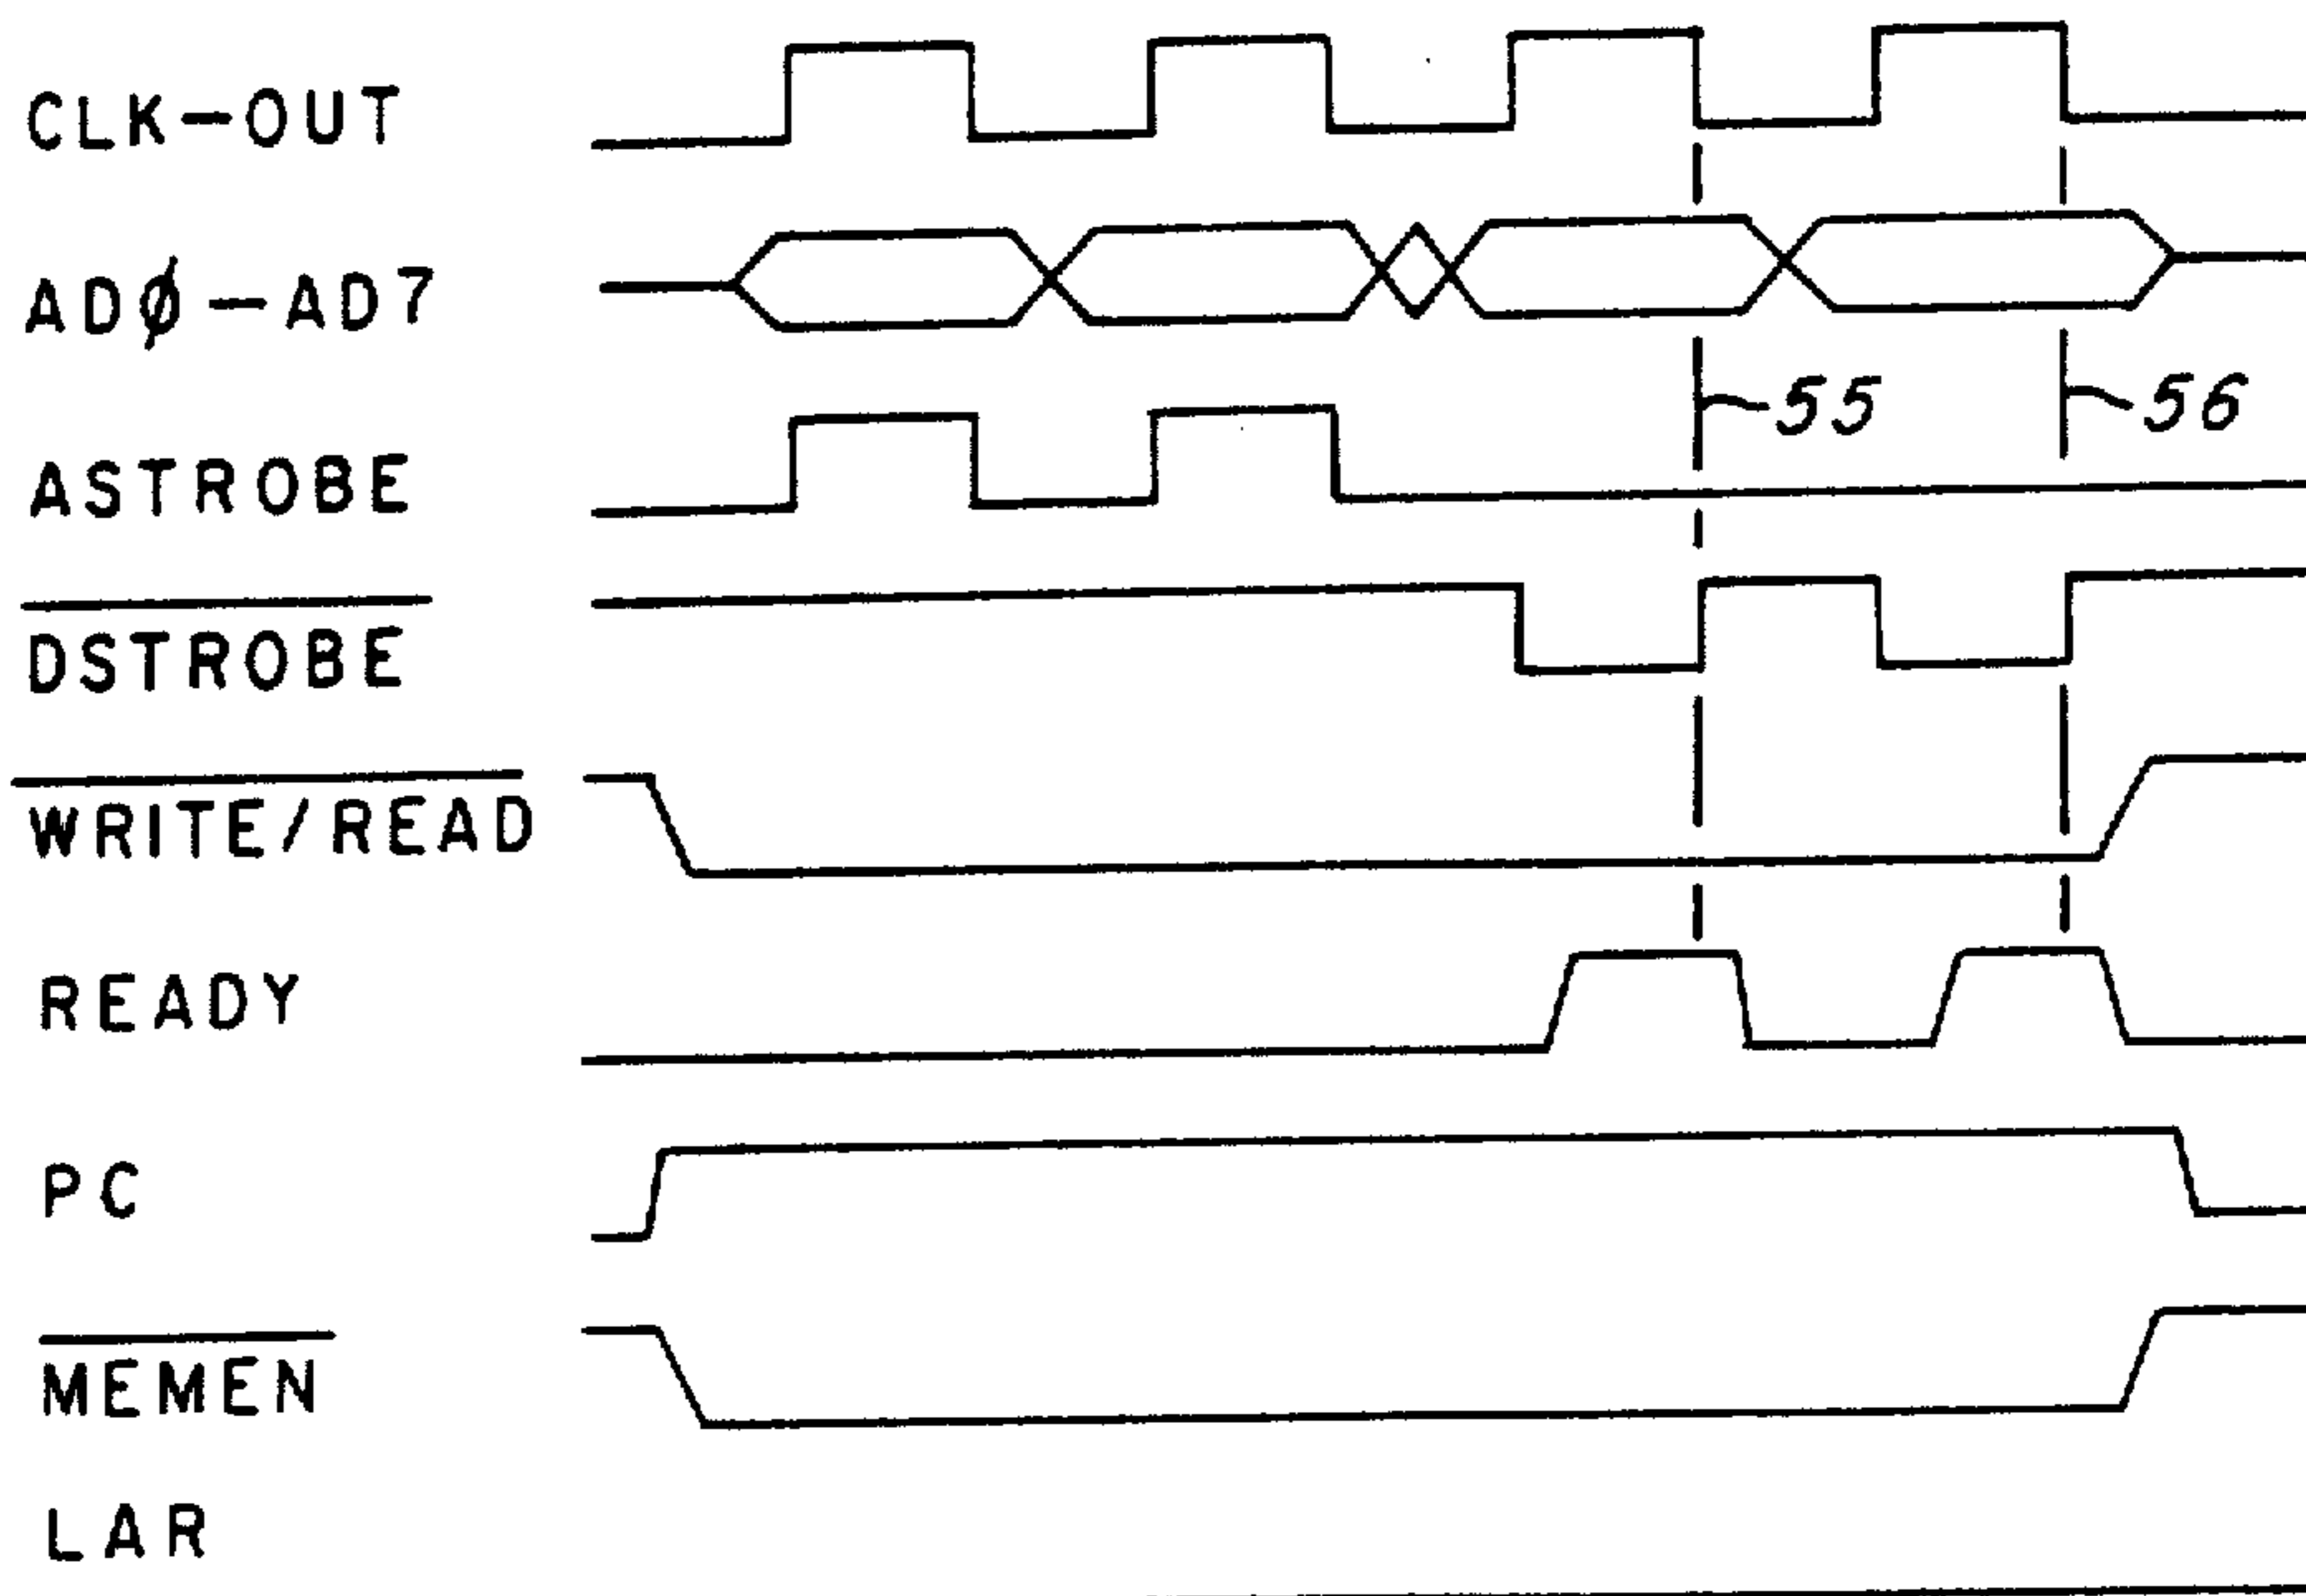 CLK-OUT
ADØ-AD7
55
56
ASTROBE
DSTROBE
WRITE/READ
READY
PC
MEMEN
LAR